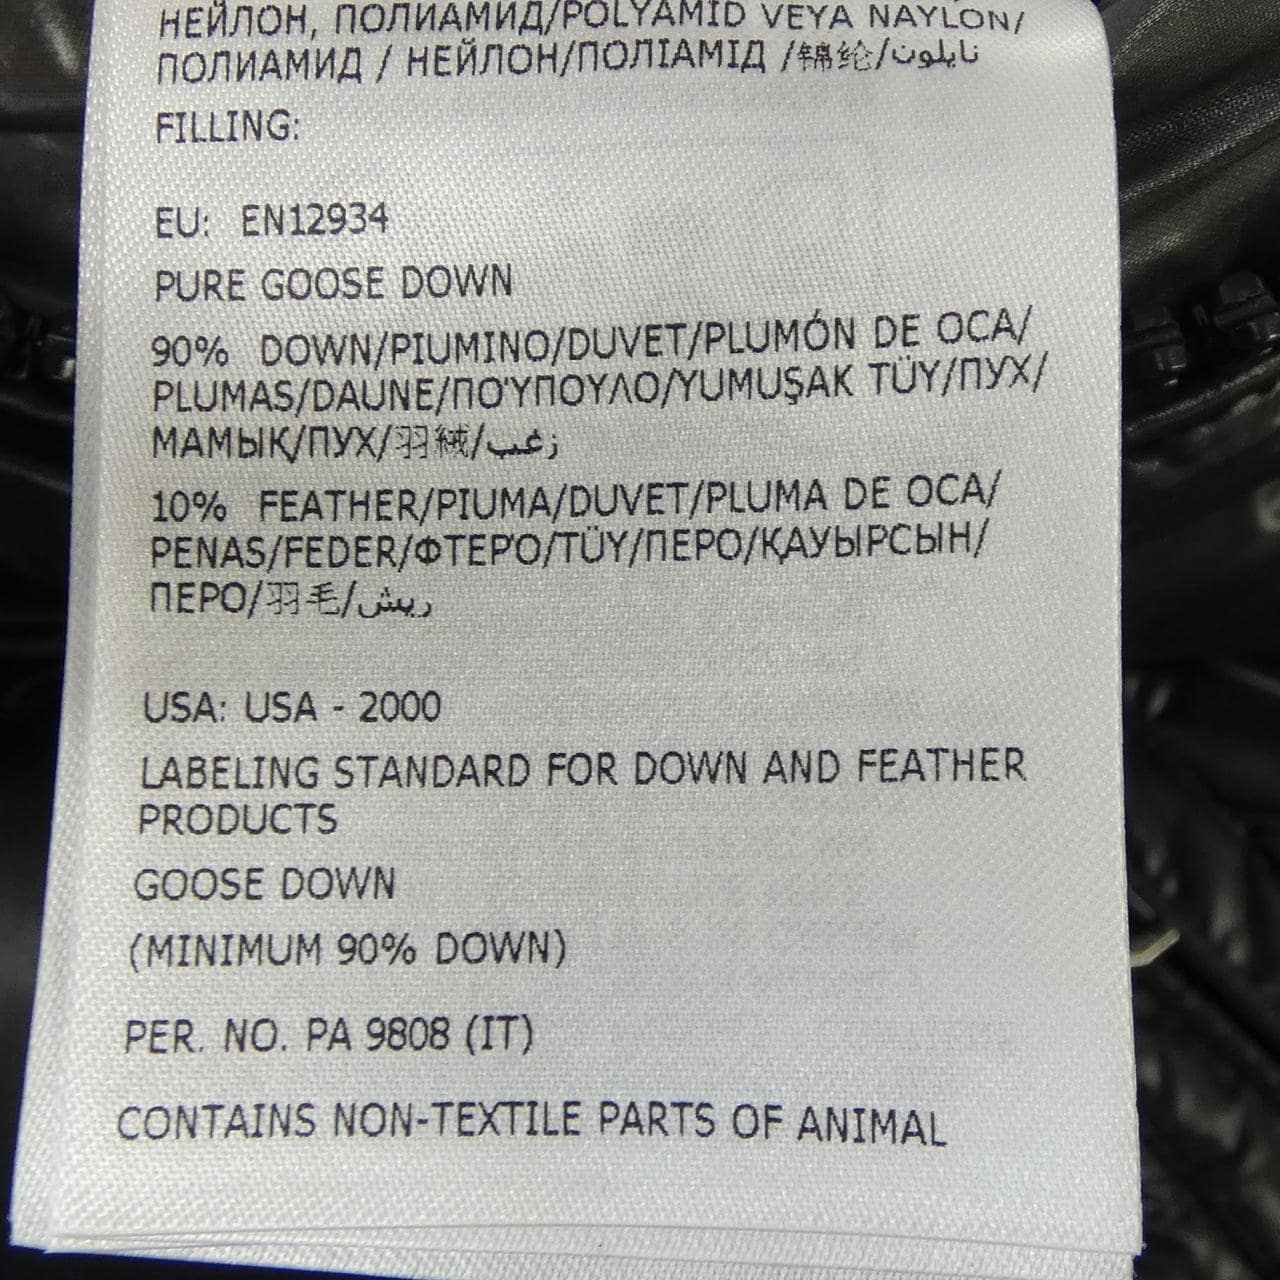 НЕЙЛОН, ПОЛИАМИД/POLYAMID VEYA NAYLON/
ПОЛИАМИД / НЕЙЛОН/ПОЛІАМІД /锦纶/نايلون
FILLING:
EU: EN12934
PURE GOOSE DOWN
90% DOWN/PIUMINO/DUVET/PLUMÓN DE OCA/
PLUMAS/DAUNE/ΠΟΎΠΟΥΛΟ/YUMUŞAK TÜY/ПУХ/
МАМЫҚ/ПУХ/羽絨/زغب
10% FEATHER/PIUMA/DUVET/PLUMA DE OCA/
PENAS/FEDER/ΦΤΕΡΌ/TÜY/ПЕРО/ҚАУЫРСЫН/
ПЕРО/羽毛/ريش
USA: USA - 2000
LABELING STANDARD FOR DOWN AND FEATHER
PRODUCTS
GOOSE DOWN
(MINIMUM 90% DOWN)
PER. NO. PA 9808 (IT)
CONTAINS NON-TEXTILE PARTS OF ANIMAL